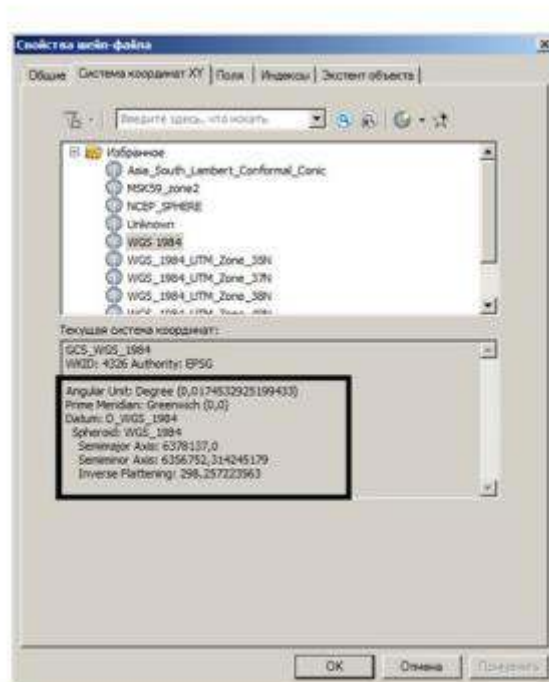 Свойства шейп-файла
Общие Система координат XY Поля Индексы Экстент объекта
Введите здесь, что искать.
Избранное
Asia_South_Lambert_Conformal_Conic
MSK59_zone2
NCEP_SPHERE
Unknown
WGS 1984
WGS_1984_UTM_Zone_37N
WGS_1984_UTM_Zone_38N
Текущая система координат:
GCS_WGS_1984
WKID: 4326 Authority: EPSG
Angular Unit: Degree (0,0174532925199433)
Prime Meridian: Greenwich (0,0)
Datum: D_WGS_1984
Spheroid: WGS_1984
Semimajor Axis: 6378137,0
Semiminor Axis: 6356752,314245179
Inverse Flattening: 298,257223563
OK Отмена Применить